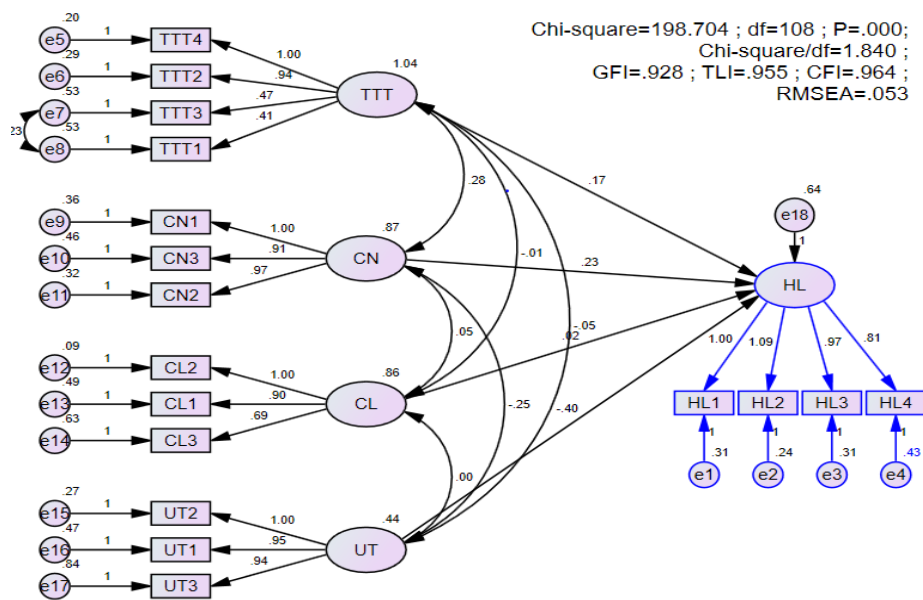 Chi-square=198.704 ; df=108 ; P=.000;
Chi-square/df=1.840 ;
GFI=.928 ; TLI=.955 ; CFI=.964 ;
RMSEA=.053
.20
e5 1 TTT4 1.00
.29
e6 1 TTT2 .94
.53
e7 1 TTT3 .47
.53
e8 1 TTT1 .41
23
1.04
TTT
.36
e9 1 CN1 1.00
.46
e10 1 CN3 .91
.32
e11 1 CN2 .97
.87
CN
.09
e12 1 CL2 1.00
.49
e13 1 CL1 .90
.63
e14 1 CL3 .69
.86
CL
.27
e15 1 UT2 1.00
.47
e16 1 UT1 .95
.84
e17 1 UT3 .94
.44
UT
.28
-.01
-.05
.05
-.25
.00
.17
.23
.02
-.40
.64
e18
1
HL
1.00 1.09 .97 .81
HL1 HL2 HL3 HL4
1 1 1 1
.31 .24 .31 .43
e1 e2 e3 e4